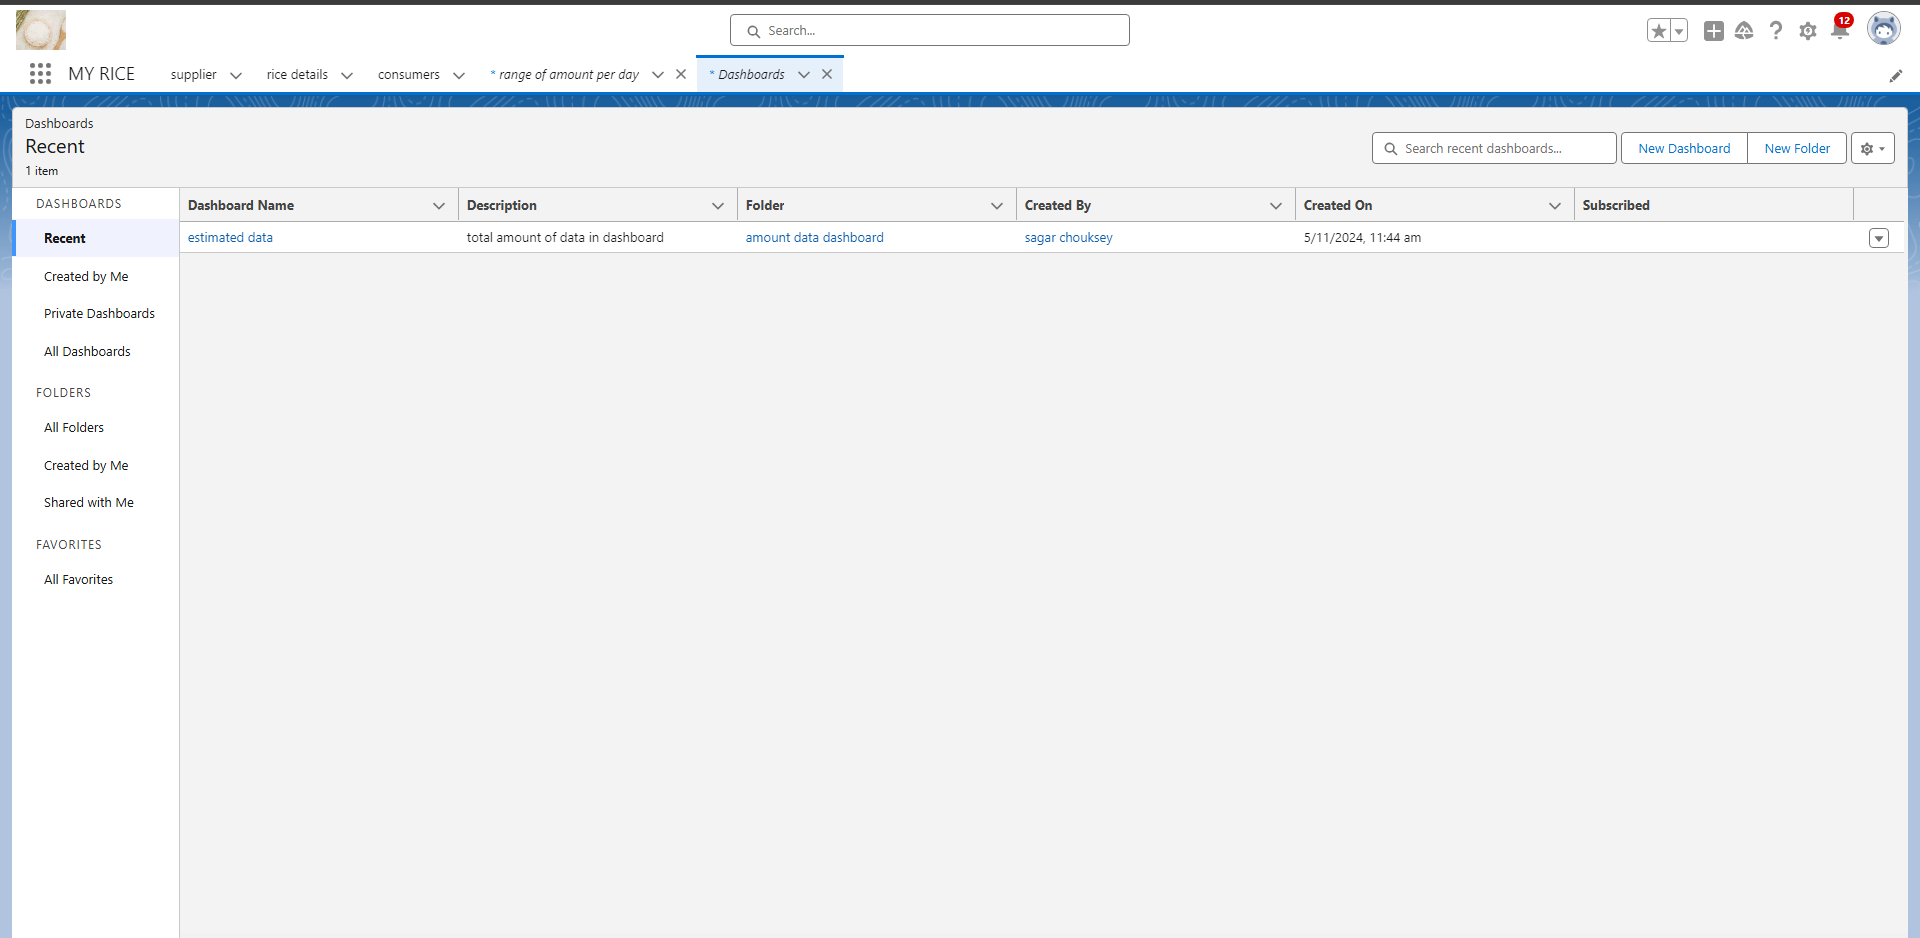 Search...
12
MY RICE
supplier
rice details
consumers
* range of amount per day
* Dashboards
Dashboards
Recent
1 item
Search recent dashboards...
New Dashboard
New Folder
DASHBOARDS
Recent
Created by Me
Private Dashboards
All Dashboards
FOLDERS
All Folders
Created by Me
Shared with Me
FAVORITES
All Favorites
Dashboard Name Description Folder Created By Created On Subscribed
estimated data total amount of data in dashboard amount data dashboard sagar chouksey 5/11/2024, 11:44 am